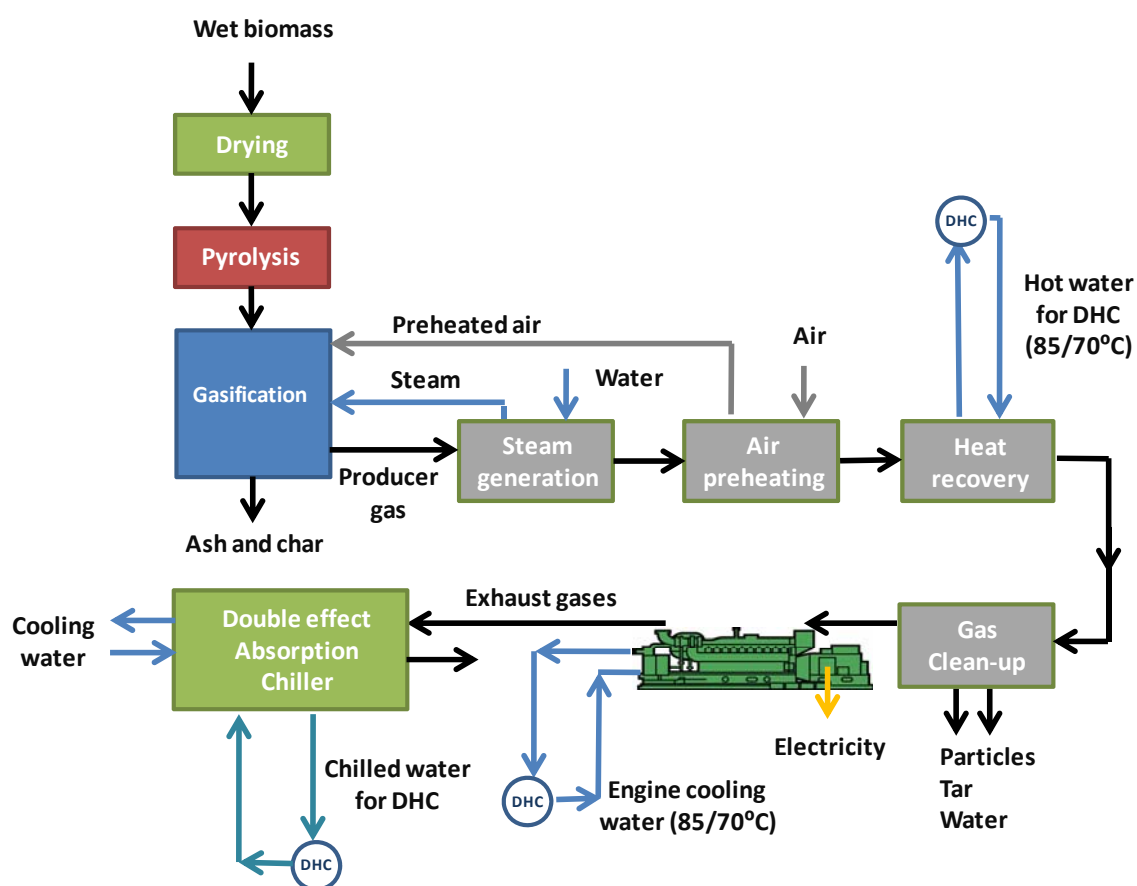 Wet biomass
Drying
Pyrolysis
DHC
Hot water
for DHC
(85/70⁰C)
Preheated air
Air
Gasification
Steam
Water
Steam
generation
Air
preheating
Heat
recovery
Producer
gas
Ash and char
Exhaust gases
Cooling
water
Double effect
Absorption
Chiller
Gas
Clean-up
Electricity
Particles
Tar
Water
Chilled water
for DHC
DHC
Engine cooling
water (85/70⁰C)
DHC